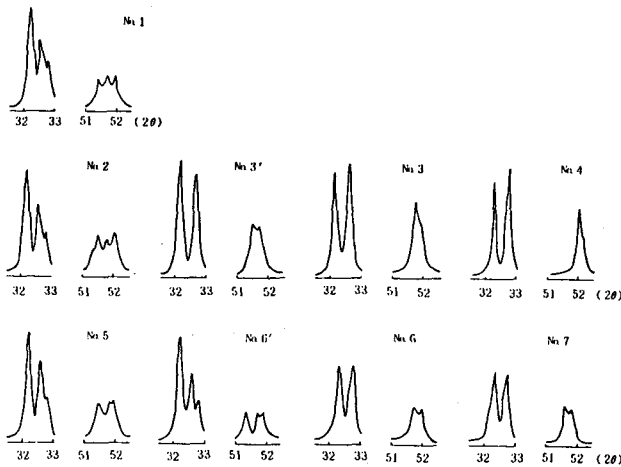 No 1
32 33 51 52 (2θ)
No 2 No 3' No 3 No 4
32 33 51 52 32 33 51 52 32 33 51 52 32 33 51 52 (2θ)
No 5 No 6' No 6 No 7
32 33 51 52 32 33 51 52 32 33 51 52 32 33 51 52 (2θ)